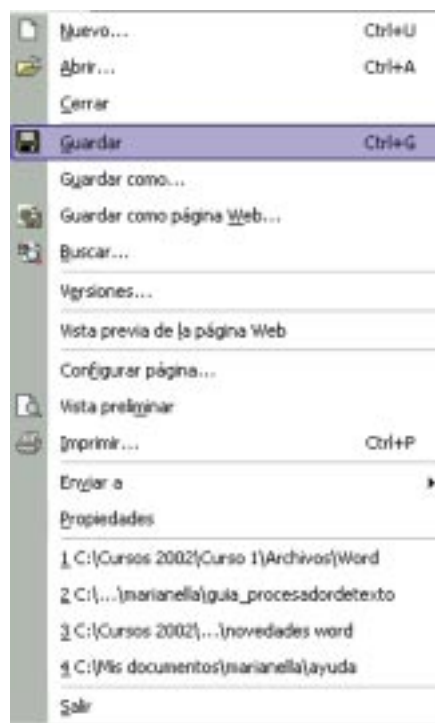 Nuevo... Ctrl+U
Abrir... Ctrl+A
Cerrar
Guardar Ctrl+G
Guardar como...
Guardar como página Web...
Buscar...
Versiones...
Vista previa de la página Web
Configurar página...
Vista preliminar
Imprimir... Ctrl+P
Enviar a
Propiedades
1 C:\Cursos 2002\Curso 1\Archivos\Word
2 C:\...\marianella\guia_procesadordetexto
3 C:\Cursos 2002\...\novedades word
4 C:\Mis documentos\marianella\ayuda
Salir